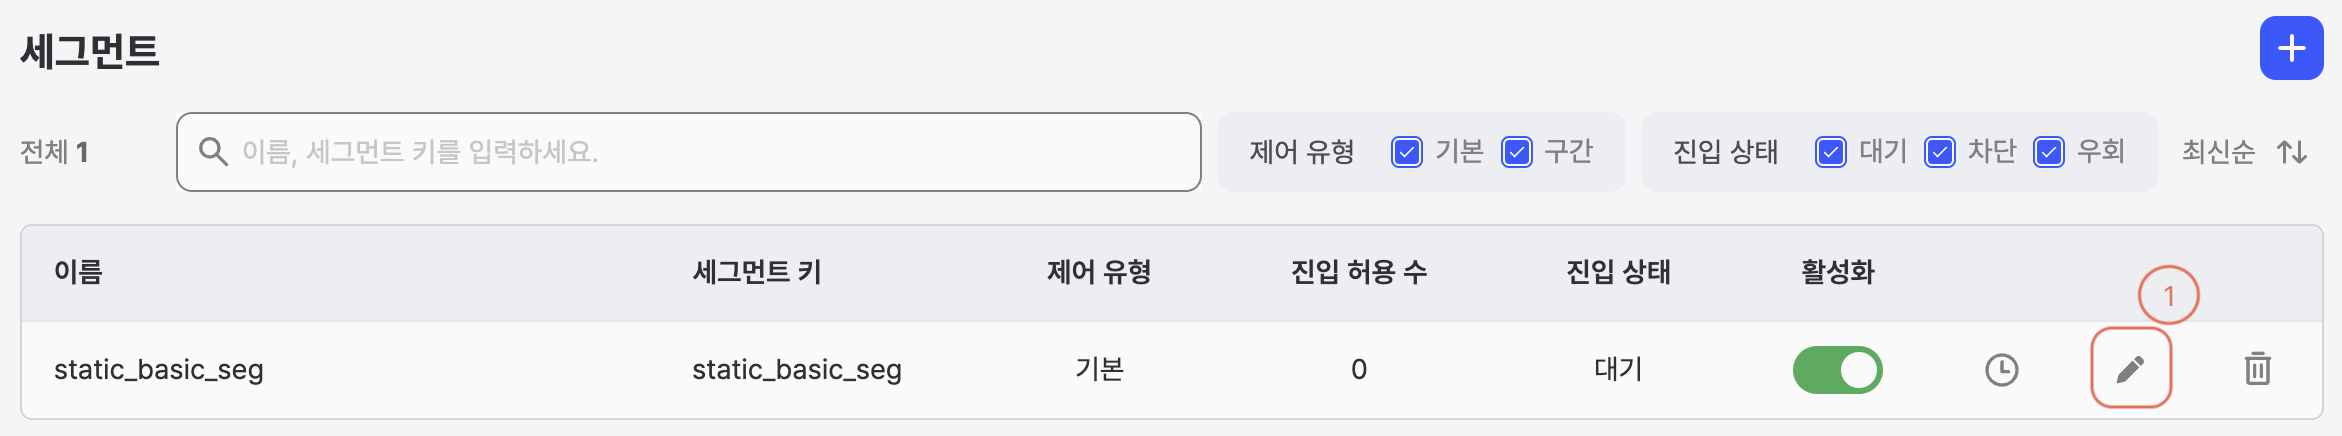 세그먼트
전체 1 이름, 세그먼트 키를 입력하세요. 제어 유형 기본 구간 진입 상태 대기 차단 우회 최신순
이름 세그먼트 키 제어 유형 진입 허용 수 진입 상태 활성화
1
static_basic_seg static_basic_seg 기본 0 대기